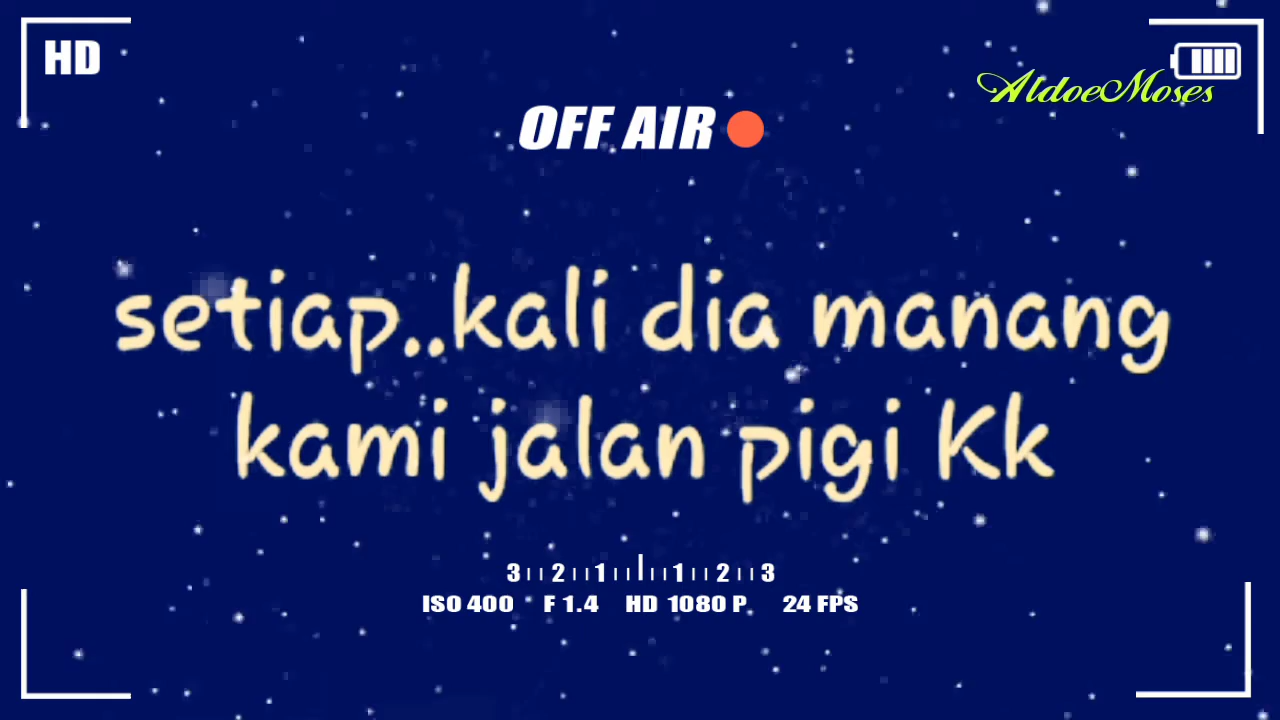 HD
AldoeMoses
OFF AIR
setiap..kali dia manang
kami jalan pigi Kk
3 2 1 1 2 3
ISO 400 F 1.4 HD 1080 P 24 FPS